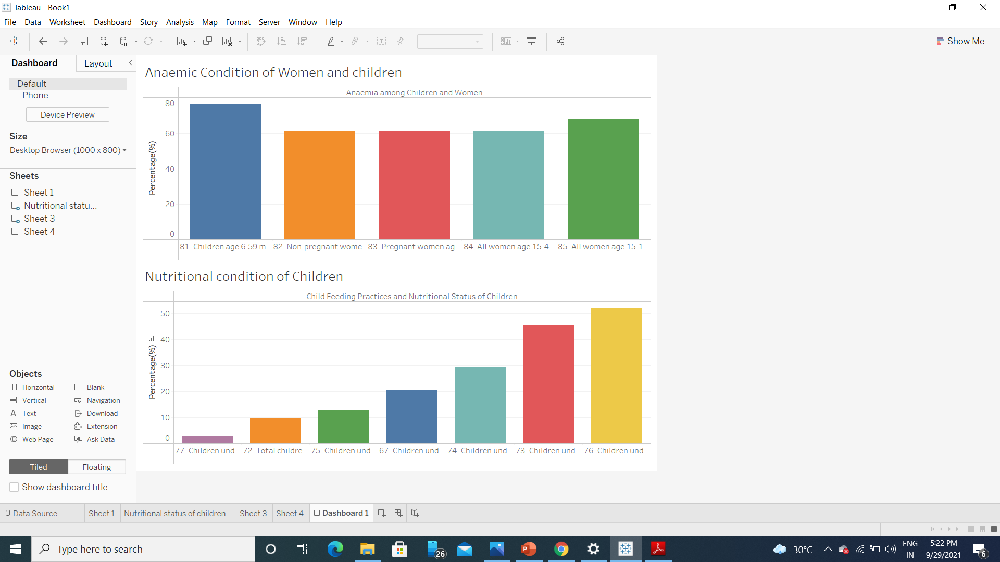 Tableau - Book1
File Data Worksheet Dashboard Story Analysis Map Format Server Window Help
Show Me
Dashboard Layout
Default
Phone
Device Preview
Size
Desktop Browser (1000 x 800)
Sheets
Sheet 1
Nutritional statu...
Sheet 3
Sheet 4
Objects
Horizontal Blank
Vertical Navigation
Text Download
Image Extension
Web Page Ask Data
Tiled Floating
Show dashboard title
Anaemic Condition of Women and children
Anaemia among Children and Women
Percentage(%)
80
60
40
20
0
81. Children age 6-59 m.. 82. Non-pregnant wome.. 83. Pregnant women ag.. 84. All women age 15-4.. 85. All women age 15-1..
Nutritional condition of Children
Child Feeding Practices and Nutritional Status of Children
Percentage(%)
50
40
30
20
10
0
77. Children und.. 72. Total childre.. 75. Children und.. 67. Children und.. 74. Children und.. 73. Children und.. 76. Children und..
Data Source Sheet 1 Nutritional status of children Sheet 3 Sheet 4 Dashboard 1
Type here to search
26
30°C
ENG
IN
5:22 PM
9/29/2021
6